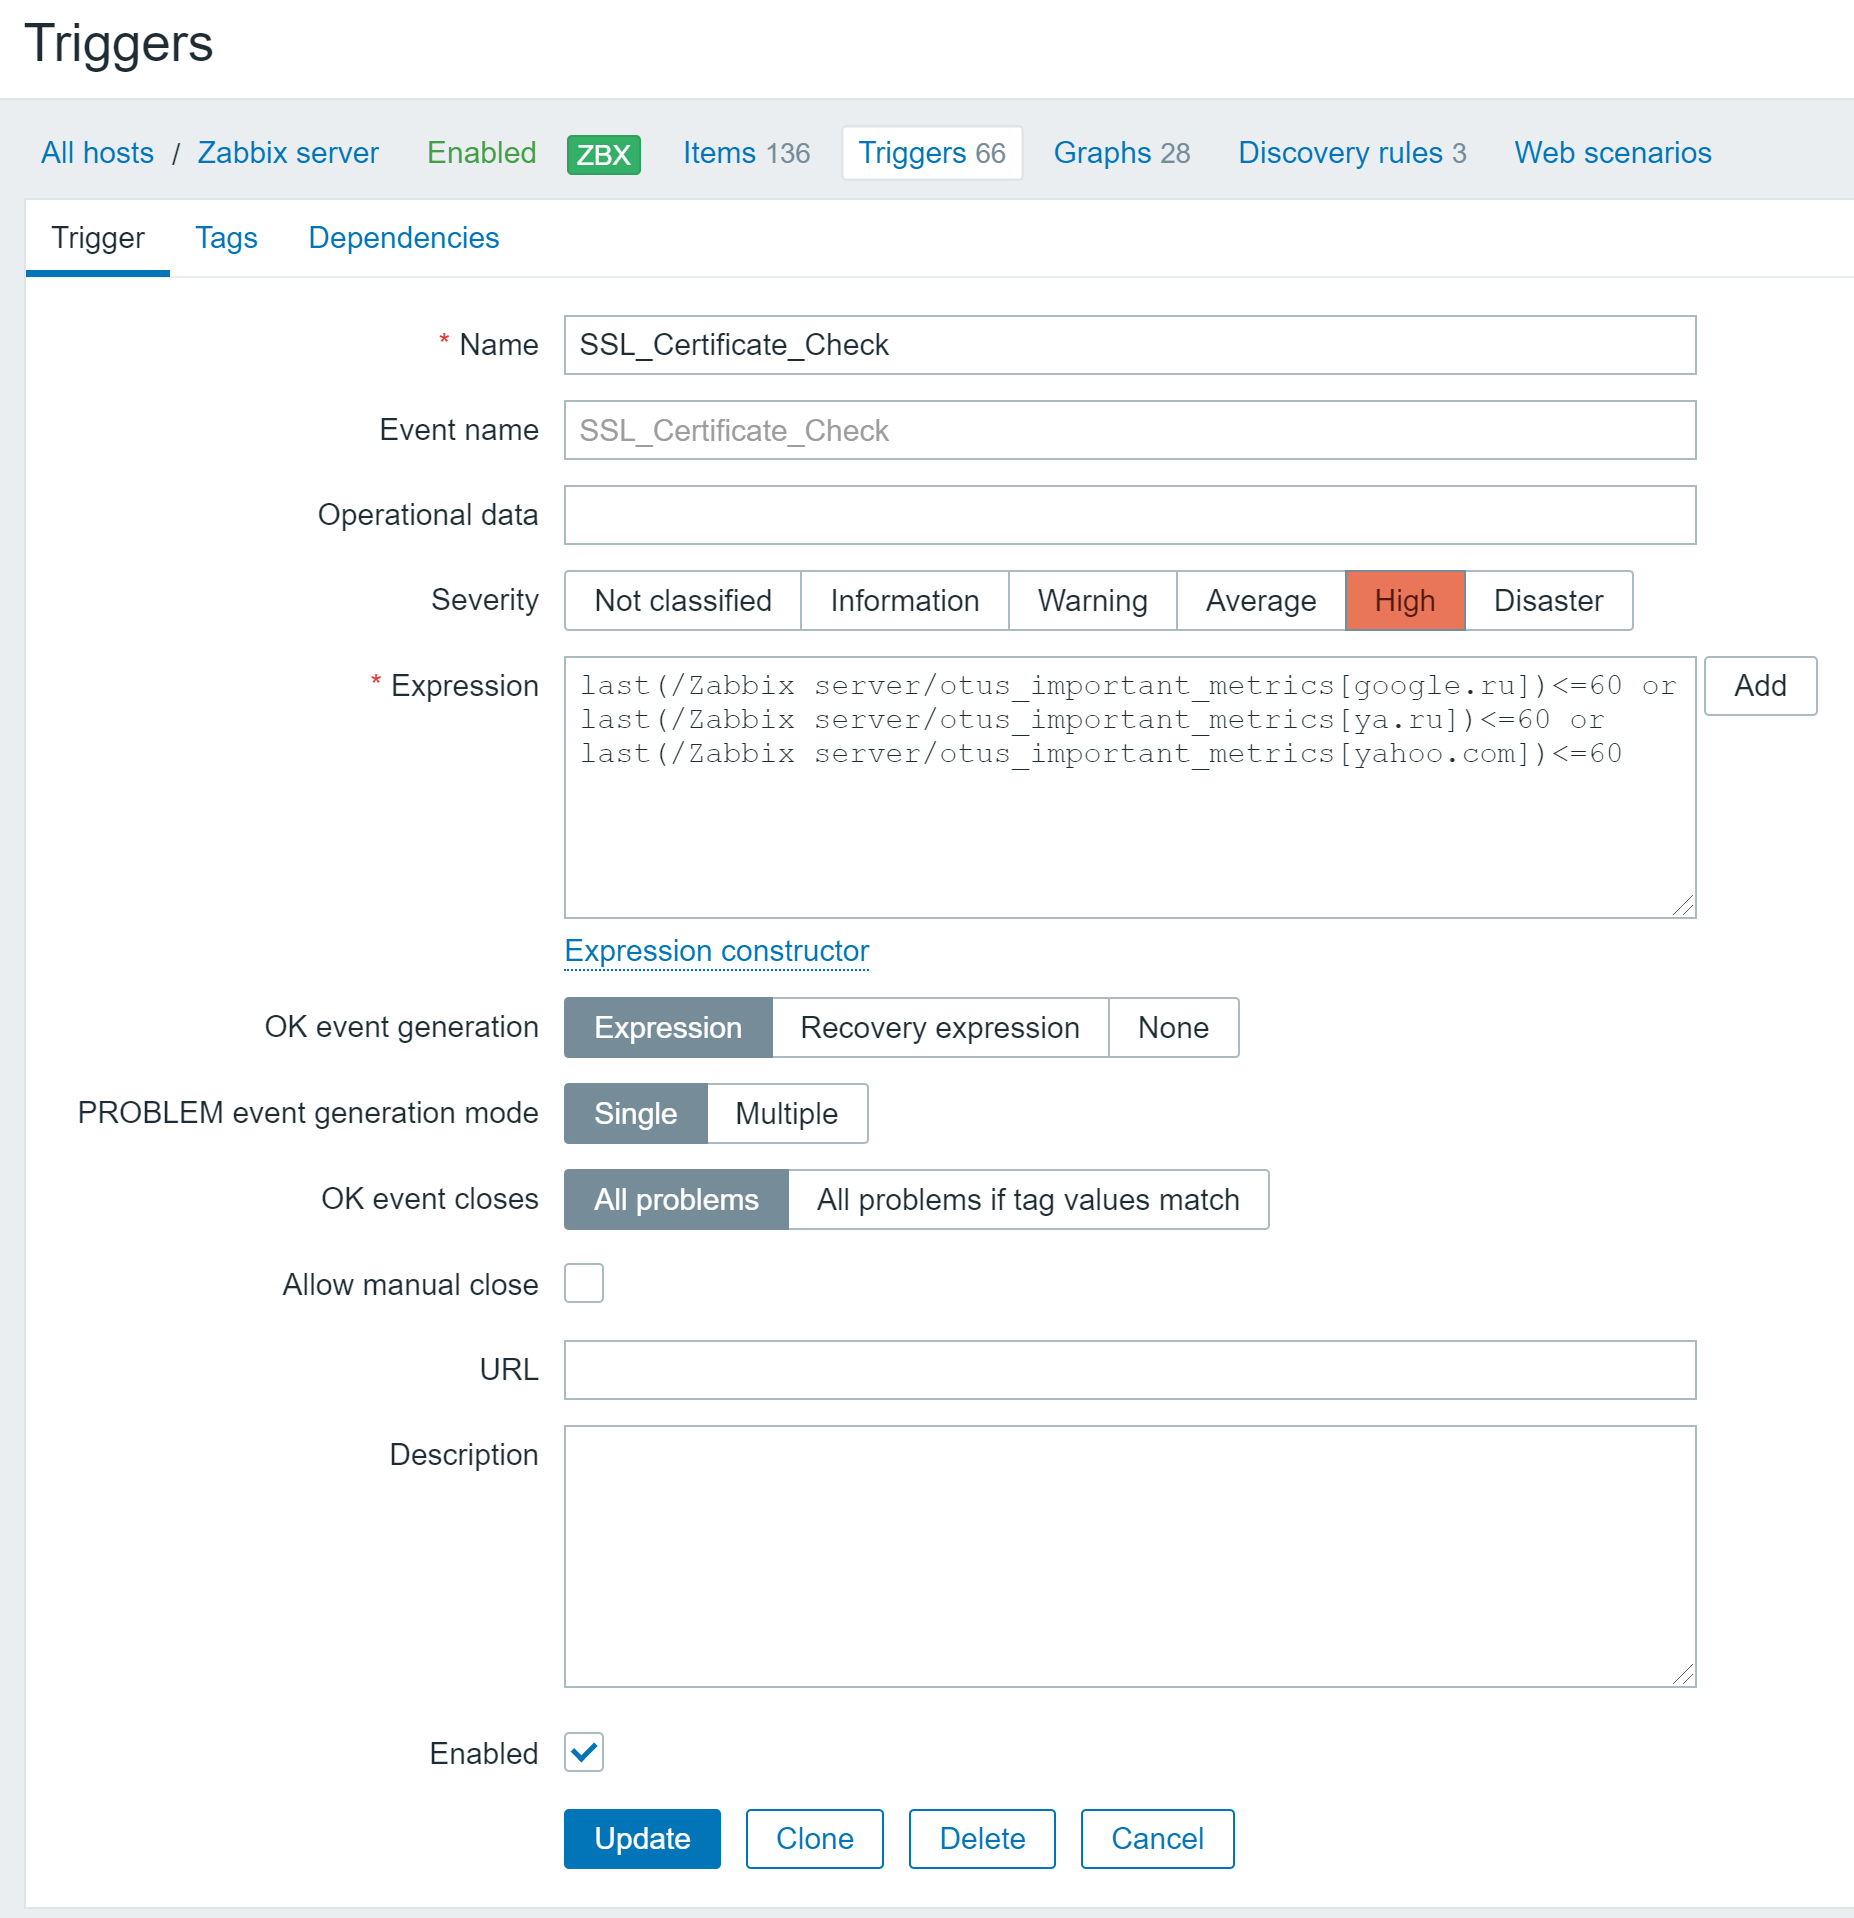 Triggers
All hosts / Zabbix server Enabled ZBX Items 136 Triggers 66 Graphs 28 Discovery rules 3 Web scenarios
Trigger Tags Dependencies
* Name SSL_Certificate_Check
Event name SSL_Certificate_Check
Operational data
Severity Not classified Information Warning Average High Disaster
* Expression last(/Zabbix server/otus_important_metrics[google.ru])<=60 or Add
last(/Zabbix server/otus_important_metrics[ya.ru])<=60 or
last(/Zabbix server/otus_important_metrics[yahoo.com])<=60
Expression constructor
OK event generation Expression Recovery expression None
PROBLEM event generation mode Single Multiple
OK event closes All problems All problems if tag values match
Allow manual close
URL
Description
Enabled
Update Clone Delete Cancel